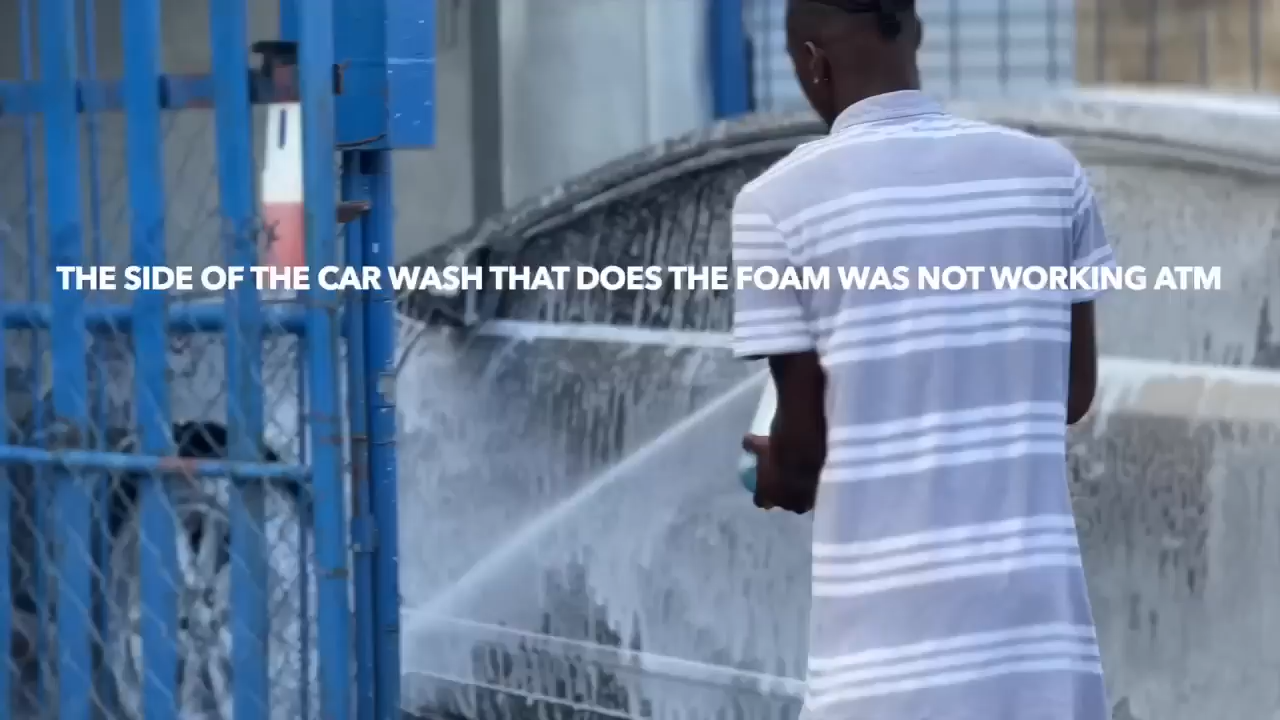 THE SIDE OF THE CAR WASH THAT DOES THE FOAM WAS NOT WORKING ATM